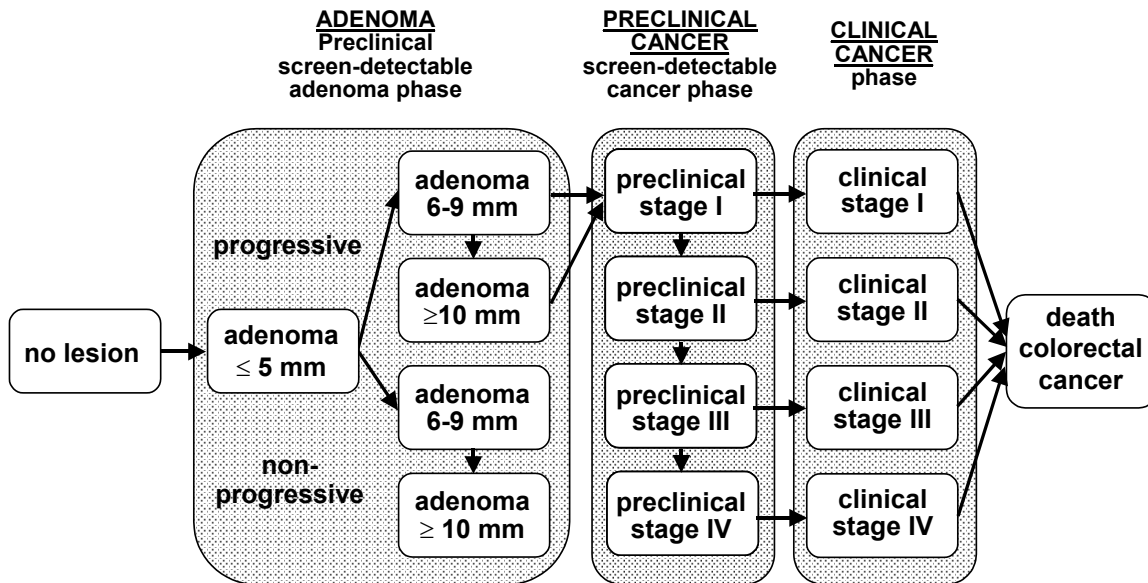 ADENOMA
Preclinical
screen-detectable
adenoma phase
PRECLINICAL
CANCER
screen-detectable
cancer phase
CLINICAL
CANCER
phase
progressive
non-
progressive
no lesion
adenoma
≤ 5 mm
adenoma
6-9 mm
adenoma
≥10 mm
adenoma
6-9 mm
adenoma
≥ 10 mm
preclinical
stage I
preclinical
stage II
preclinical
stage III
preclinical
stage IV
clinical
stage I
clinical
stage II
clinical
stage III
clinical
stage IV
death
colorectal
cancer